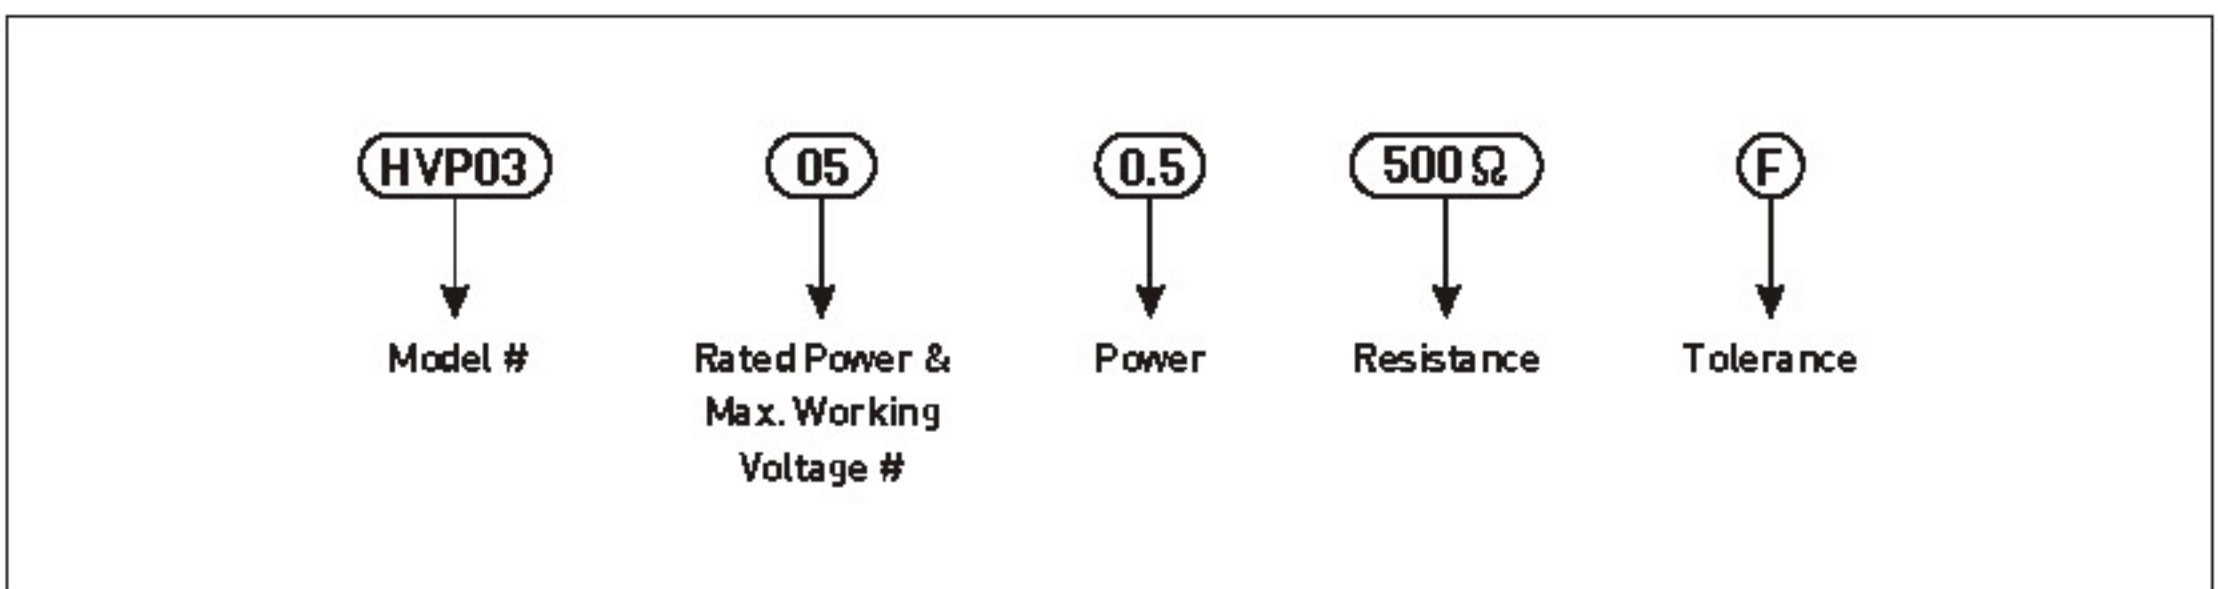 HVP03 05 0.5 500 Ω F
Model # Rated Power & Power Resistance Tolerance
Max. Working
Voltage #